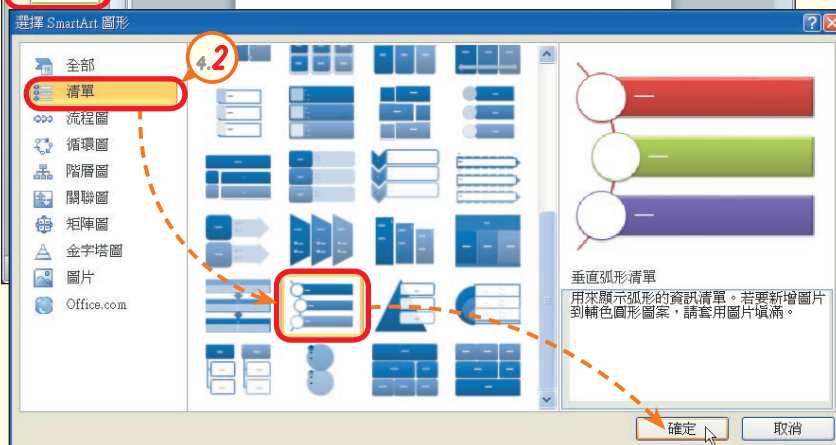 選擇 SmartArt 圖形
4.2
全部
清單
流程圖
循環圖
階層圖
關聯圖
矩陣圖
金字塔圖
圖片
Office.com
垂直弧形清單
用來顯示弧形的資訊清單。若要新增圖片
到輔色圓形圖案，請套用圖片填滿。
確定
取消